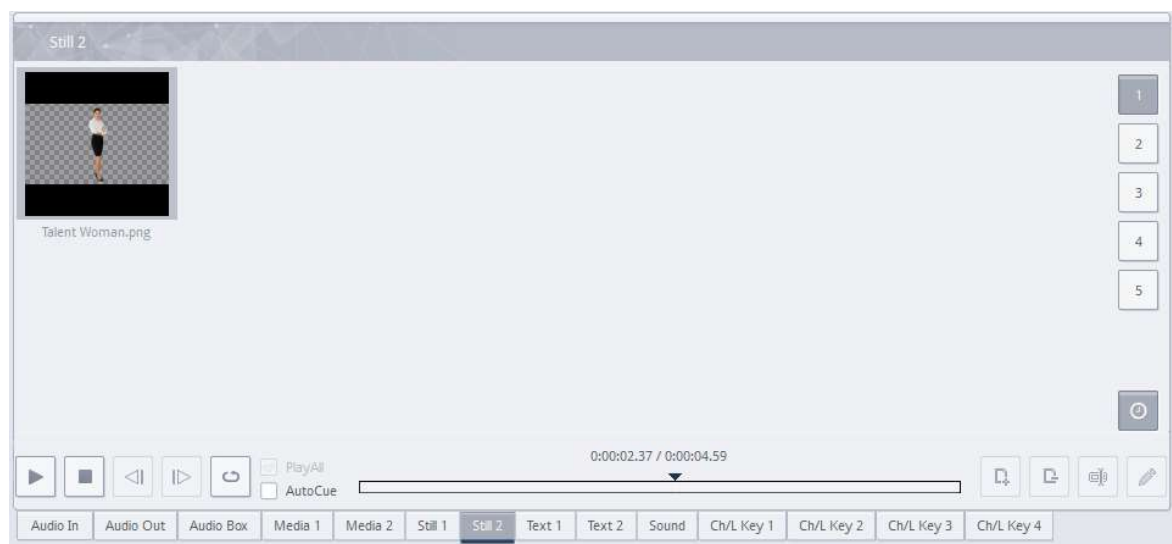 Still 2
1
2
3
4
5
Talent Woman.png
0:00:02.37 / 0:00:04.59
PlayAll
AutoCue
Audio In Audio Out Audio Box Media 1 Media 2 Still 1 Still 2 Text 1 Text 2 Sound Ch/L Key 1 Ch/L Key 2 Ch/L Key 3 Ch/L Key 4